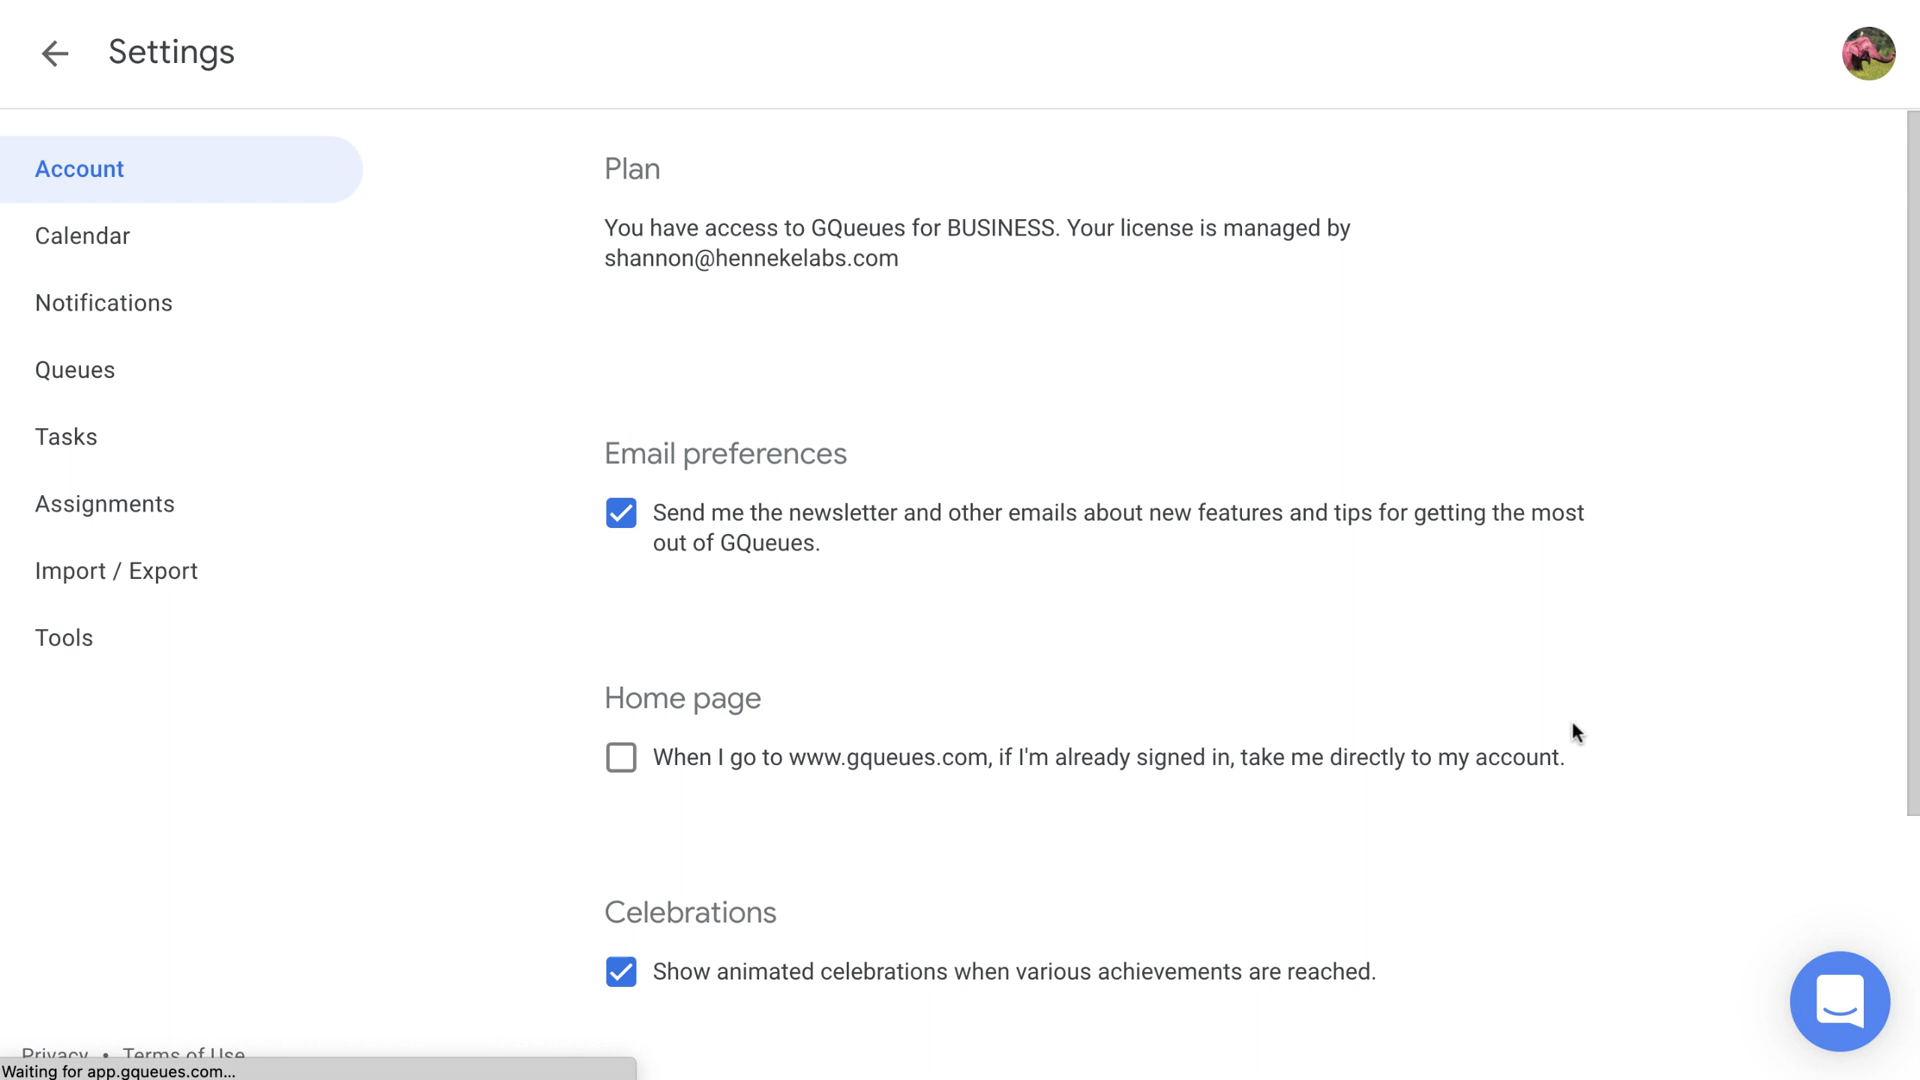 Settings
Account
Calendar
Notifications
Queues
Tasks
Assignments
Import / Export
Tools
Plan
You have access to GQueues for BUSINESS. Your license is managed by
shannon@hennekelabs.com
Email preferences
Send me the newsletter and other emails about new features and tips for getting the most
out of GQueues.
Home page
When I go to www.gqueues.com, if I'm already signed in, take me directly to my account.
Celebrations
Show animated celebrations when various achievements are reached.
Privacy • Terms of Use
Waiting for app.gqueues.com...